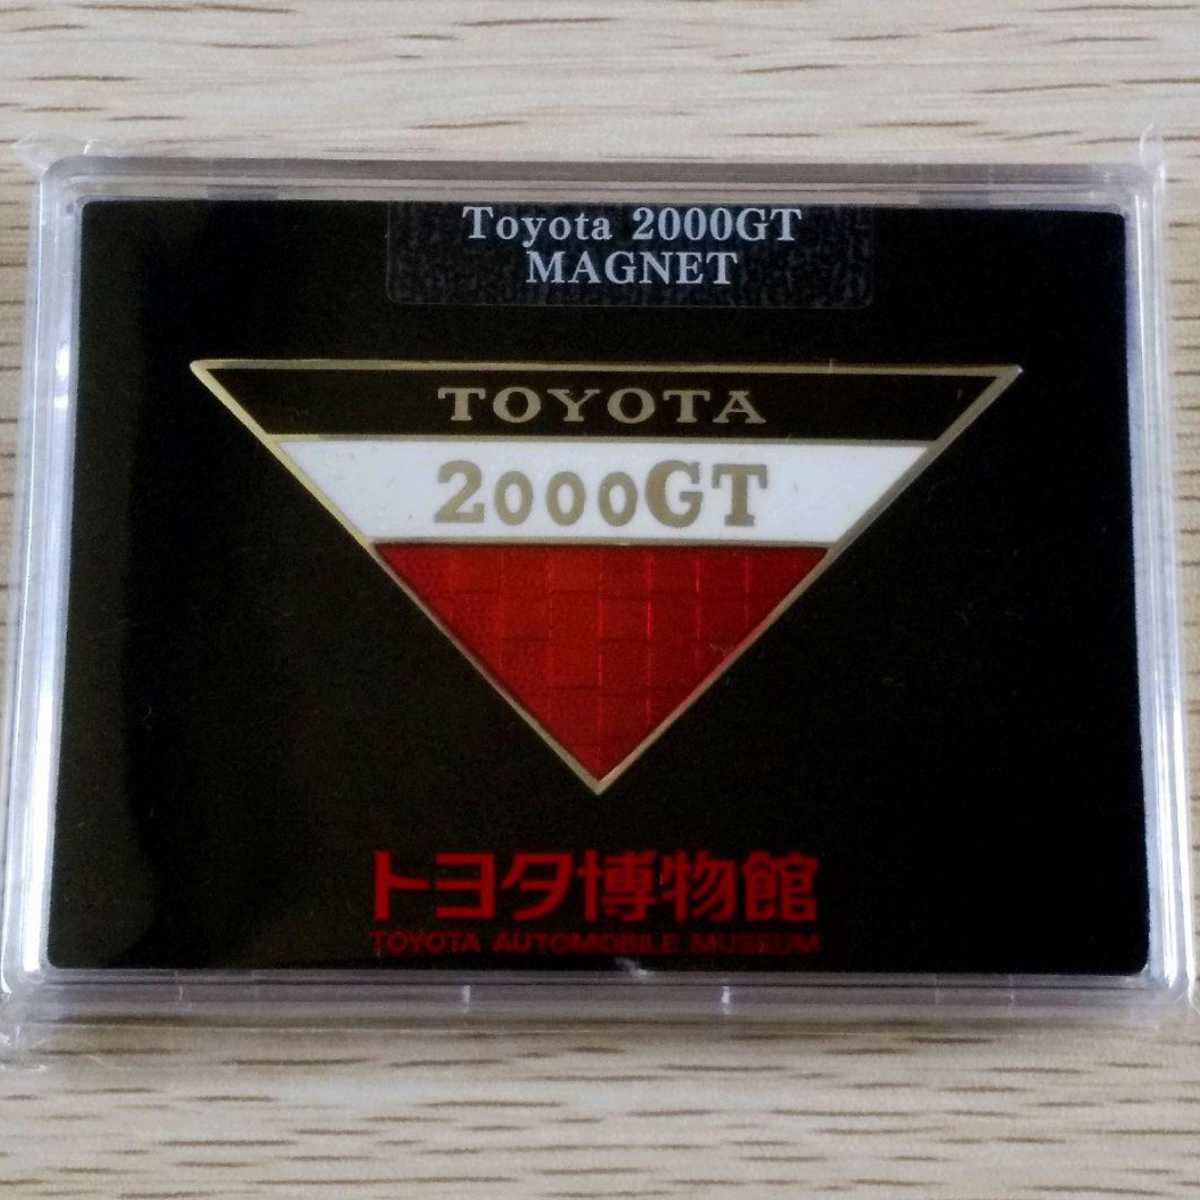 Toyota 2000GT
MAGNET
TOYOTA
2000GT
トヨタ博物館
TOYOTA AUTOMOBILE MUSEUM